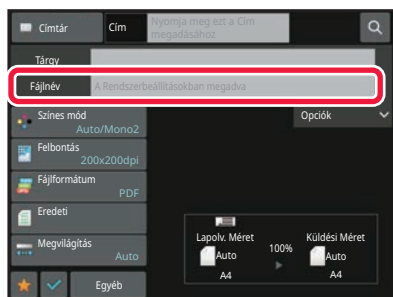 Címtár
Cím
Nyomja meg ezt a Cím
megadásához
Tárgy
Fájlnév
A Rendszerbeállításokban megadva
Színes mód
Auto/Mono2
Opciók
Felbontás
200x200dpi
Fájlformátum
PDF
Eredeti
Megvilágítás
Auto
Lapolv. Méret
100%
Küldési Méret
Auto
Auto
A4
A4
Egyéb